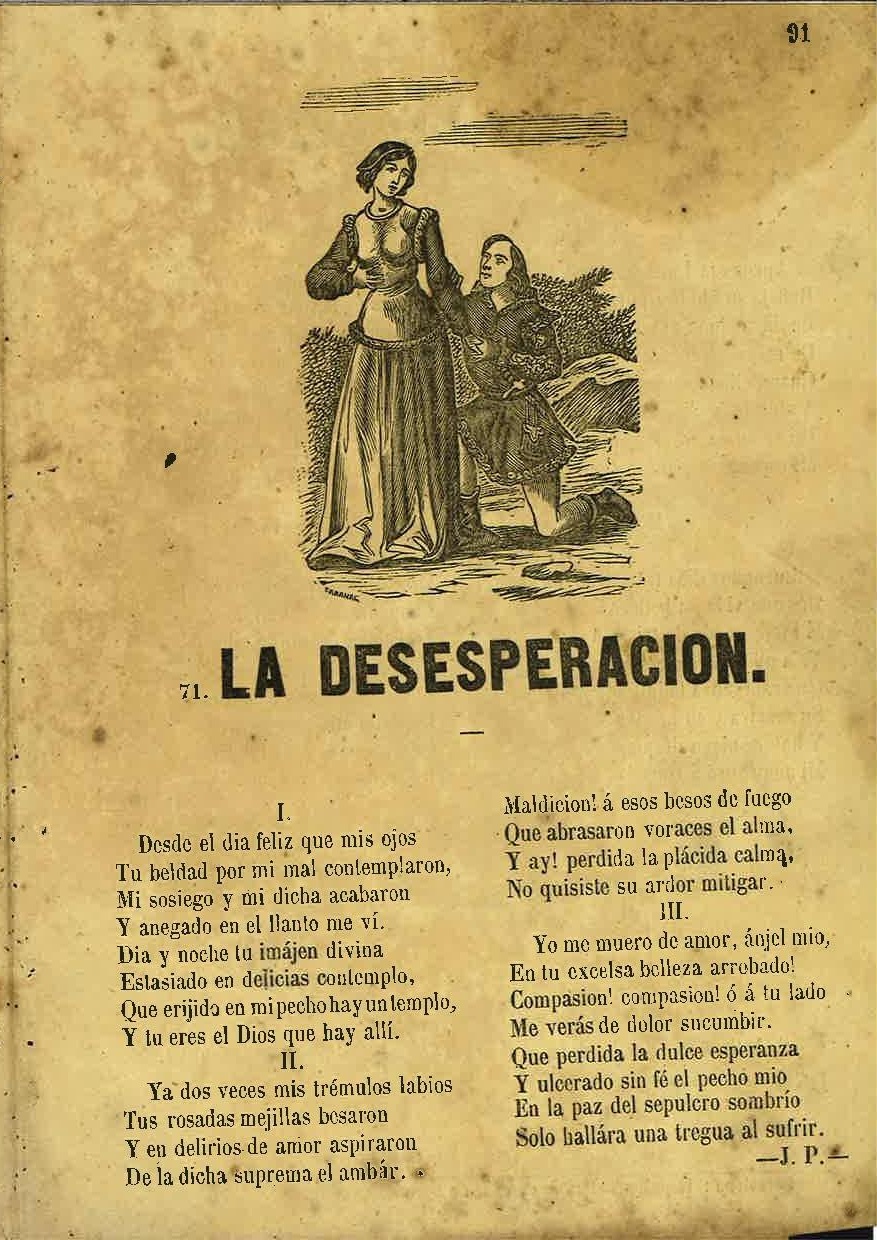 91
71. LA DESESPERACION.
I.
Desde el dia feliz que mis ojos
Tu beldad por mi mal contemplaron,
Mi sosiego y mi dicha acabaron
Y anegado en el llanto me ví.
Dia y noche tu imájen divina
Estasiado en delicias contemplo,
Que erijido en mi pecho hay un templo,
Y tu eres el Dios que hay allí.
II.
Ya dos veces mis trémulos labios
Tus rosadas mejillas besaron
Y en delirios de amor aspiraron
De la dicha suprema el ambár.
Maldicion! á esos besos de fuego
Que abrasaron voraces el alma,
Y ay! perdida la plácida calma,
No quisiste su ardor mitigar.
III.
Yo me muero de amor, ánjel mio,
En tu excelsa belleza arrobado!
Compasion! compasion! ó á tu lado
Me verás de dolor sucumbir.
Que perdida la dulce esperanza
Y ulcerado sin fé el pecho mio
En la paz del sepulcro sombrío
Solo hallára una tregua al sufrir.
—J. P.—